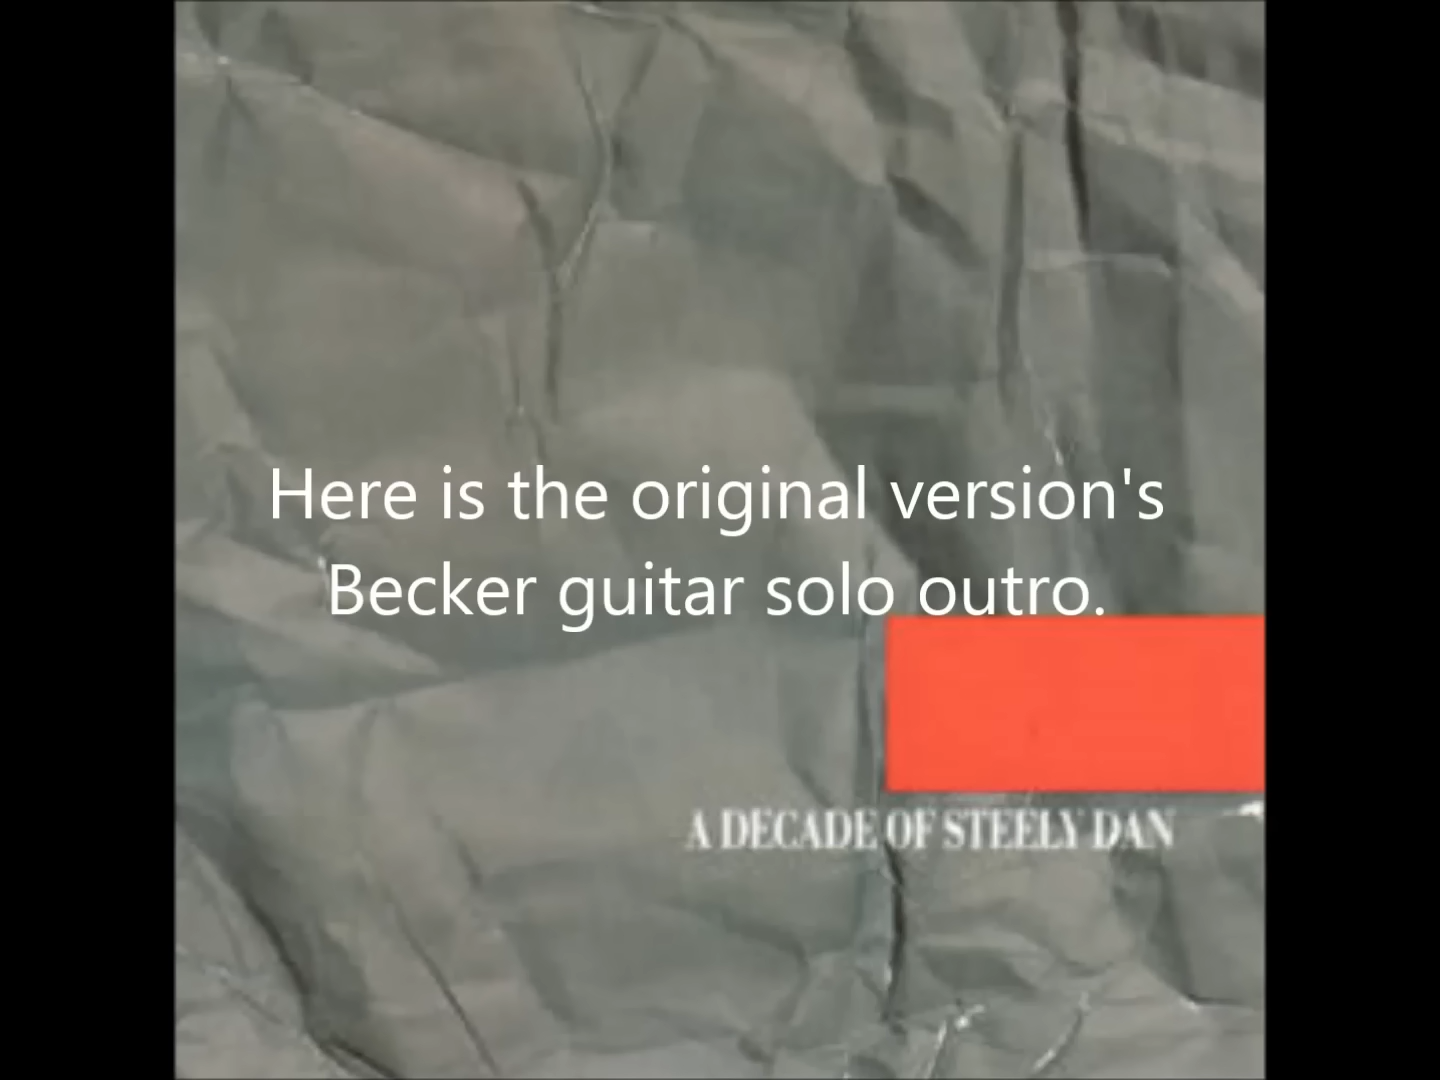 Here is the original version's
Becker guitar solo outro.
A DECADE OF STEELY DAN